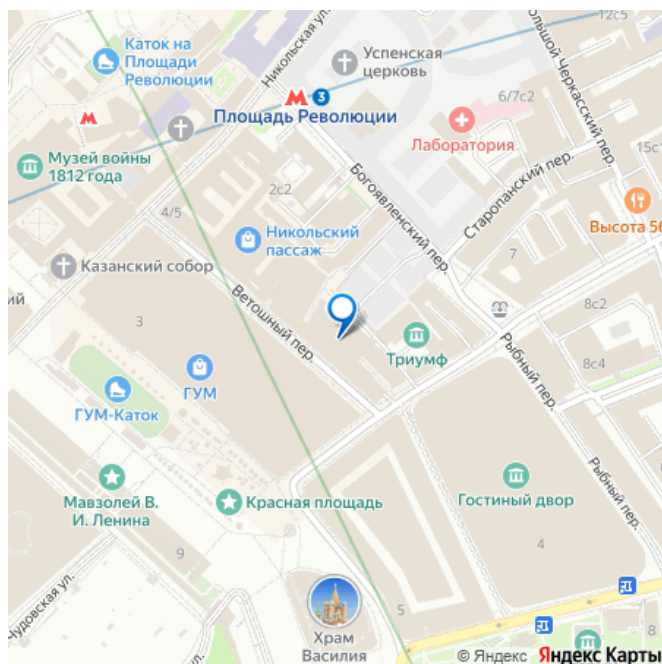 12с5
Каток на
Площади
Революции
Никольская ул.
Успенская
церковь
Большой Черкасский пер.
6/7с2
3
Площадь Революции
Лаборатория
15с1
Музей войны
1812 года
Старопанский пер.
2с2
Богоявленский пер.
Высота 56
4/5
Никольский
пассаж
7
Казанский собор
ский
Ветошный пер.
8с2
3
Триумф
Рыбный пер.
8с4
ГУМ
ГУМ-Каток
Гостиный двор
Рыбный пер.
Мавзолей В.
И. Ленина
Красная площадь
9
4
Чудовская ул.
5
8
Храм
Василия
© Яндекс Яндекс Карты